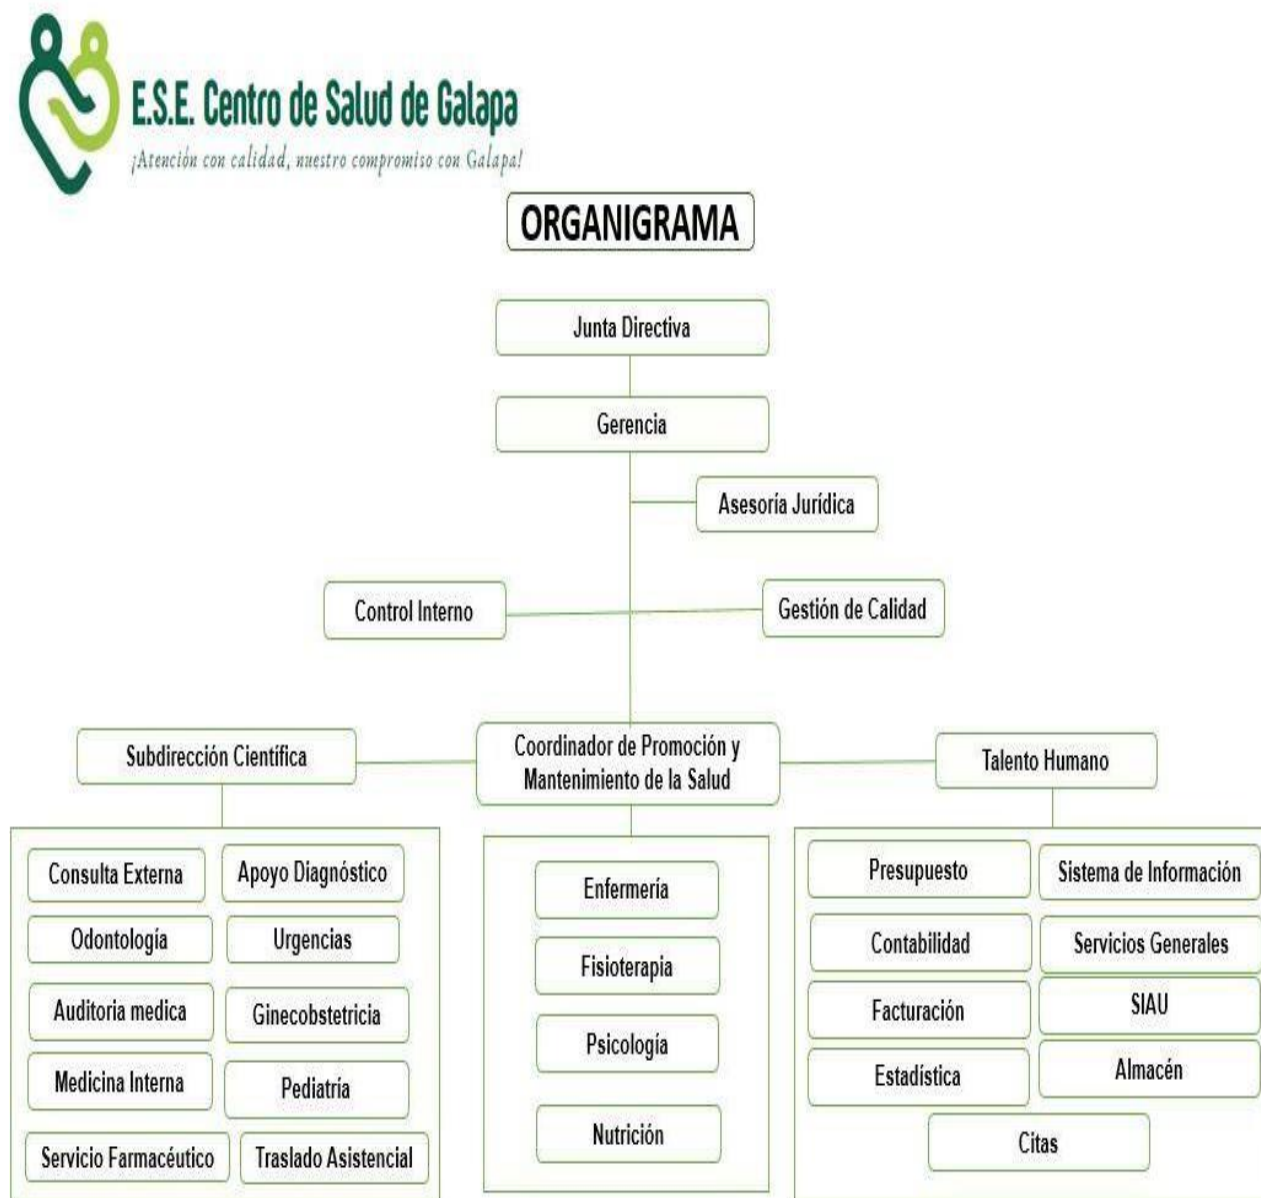 E.S.E. Centro de Salud de Galapa
¡Atención con calidad, nuestro compromiso con Galapa!
ORGANIGRAMA
Junta Directiva
Gerencia
Asesoría Jurídica
Control Interno
Gestión de Calidad
Subdirección Científica
Coordinador de Promoción y
Mantenimiento de la Salud
Talento Humano
Consulta Externa
Apoyo Diagnóstico
Odontología
Urgencias
Auditoria medica
Ginecobstetricia
Medicina Interna
Pediatría
Servicio Farmacéutico
Traslado Asistencial
Enfermería
Fisioterapia
Psicología
Nutrición
Presupuesto
Sistema de Información
Contabilidad
Servicios Generales
Facturación
SIAU
Estadística
Almacén
Citas